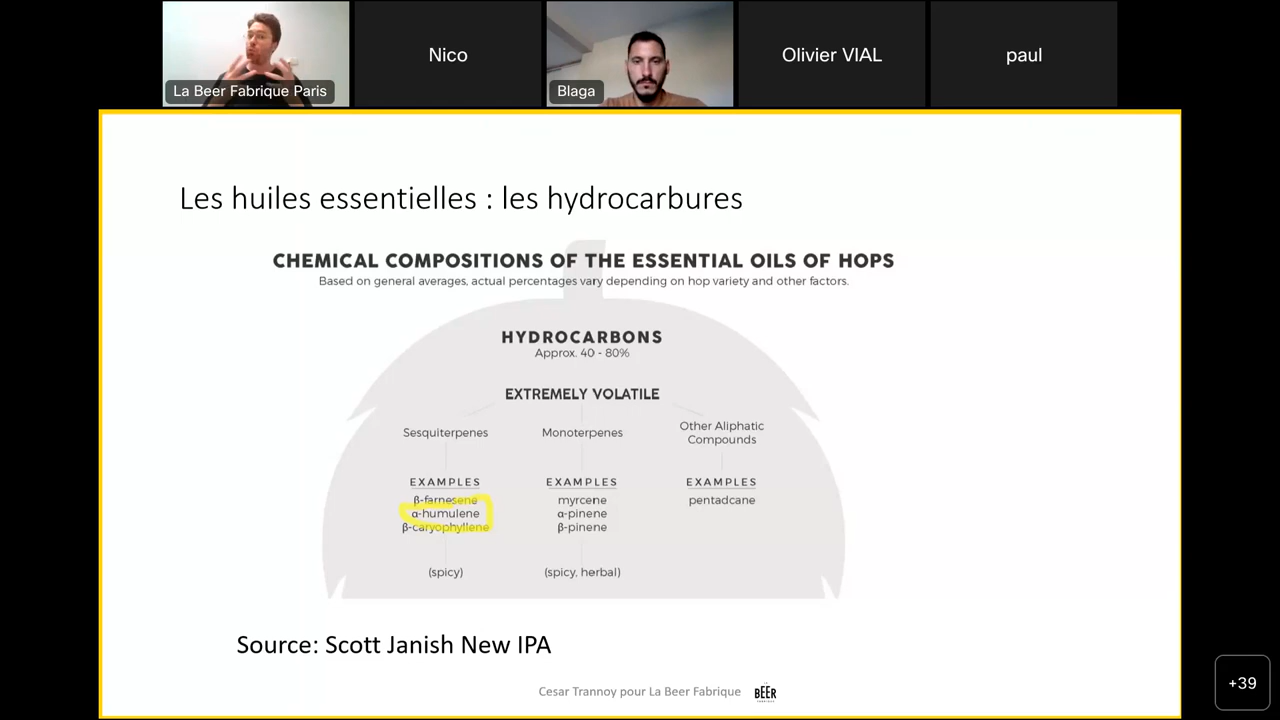 La Beer Fabrique Paris
Nico
Blaga
Olivier VIAL
paul
Les huiles essentielles : les hydrocarbures
CHEMICAL COMPOSITIONS OF THE ESSENTIAL OILS OF HOPS
Based on general averages, actual percentages vary depending on hop variety and other factors.
HYDROCARBONS
Approx. 40 - 80%
EXTREMELY VOLATILE
Sesquiterpenes
EXAMPLES
β-farnesene
α-humulene
β-caryophyllene
(spicy)
Monoterpenes
EXAMPLES
myrcene
α-pinene
β-pinene
(spicy, herbal)
Other Aliphatic
Compounds
EXAMPLES
pentadcane
Source: Scott Janish New IPA
Cesar Trannoy pour La Beer Fabrique
BEER
+39